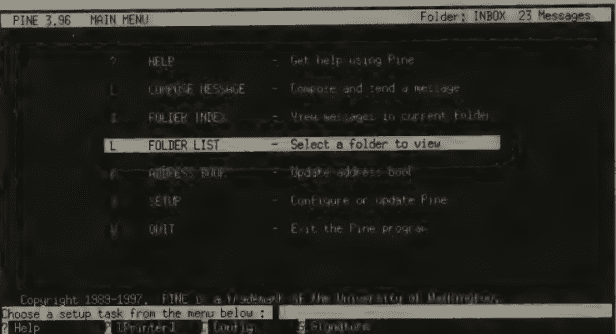 PINE 3.96 MAIN MENU Folder: INBOX 23 Messages
? HELP - Get help using Pine
C COMPOSE MESSAGE - Compose and send a message
I FOLDER INDEX - View messages in current folder
L FOLDER LIST - Select a folder to view
A ADDRESS BOOK - Update address book
S SETUP - Configure or update Pine
Q QUIT - Exit the Pine program
Copyright 1989-1997. PINE is a trademark of the University of Washington.
Choose a setup task from the menu below :
? Help P [Printer] C Config S Signature